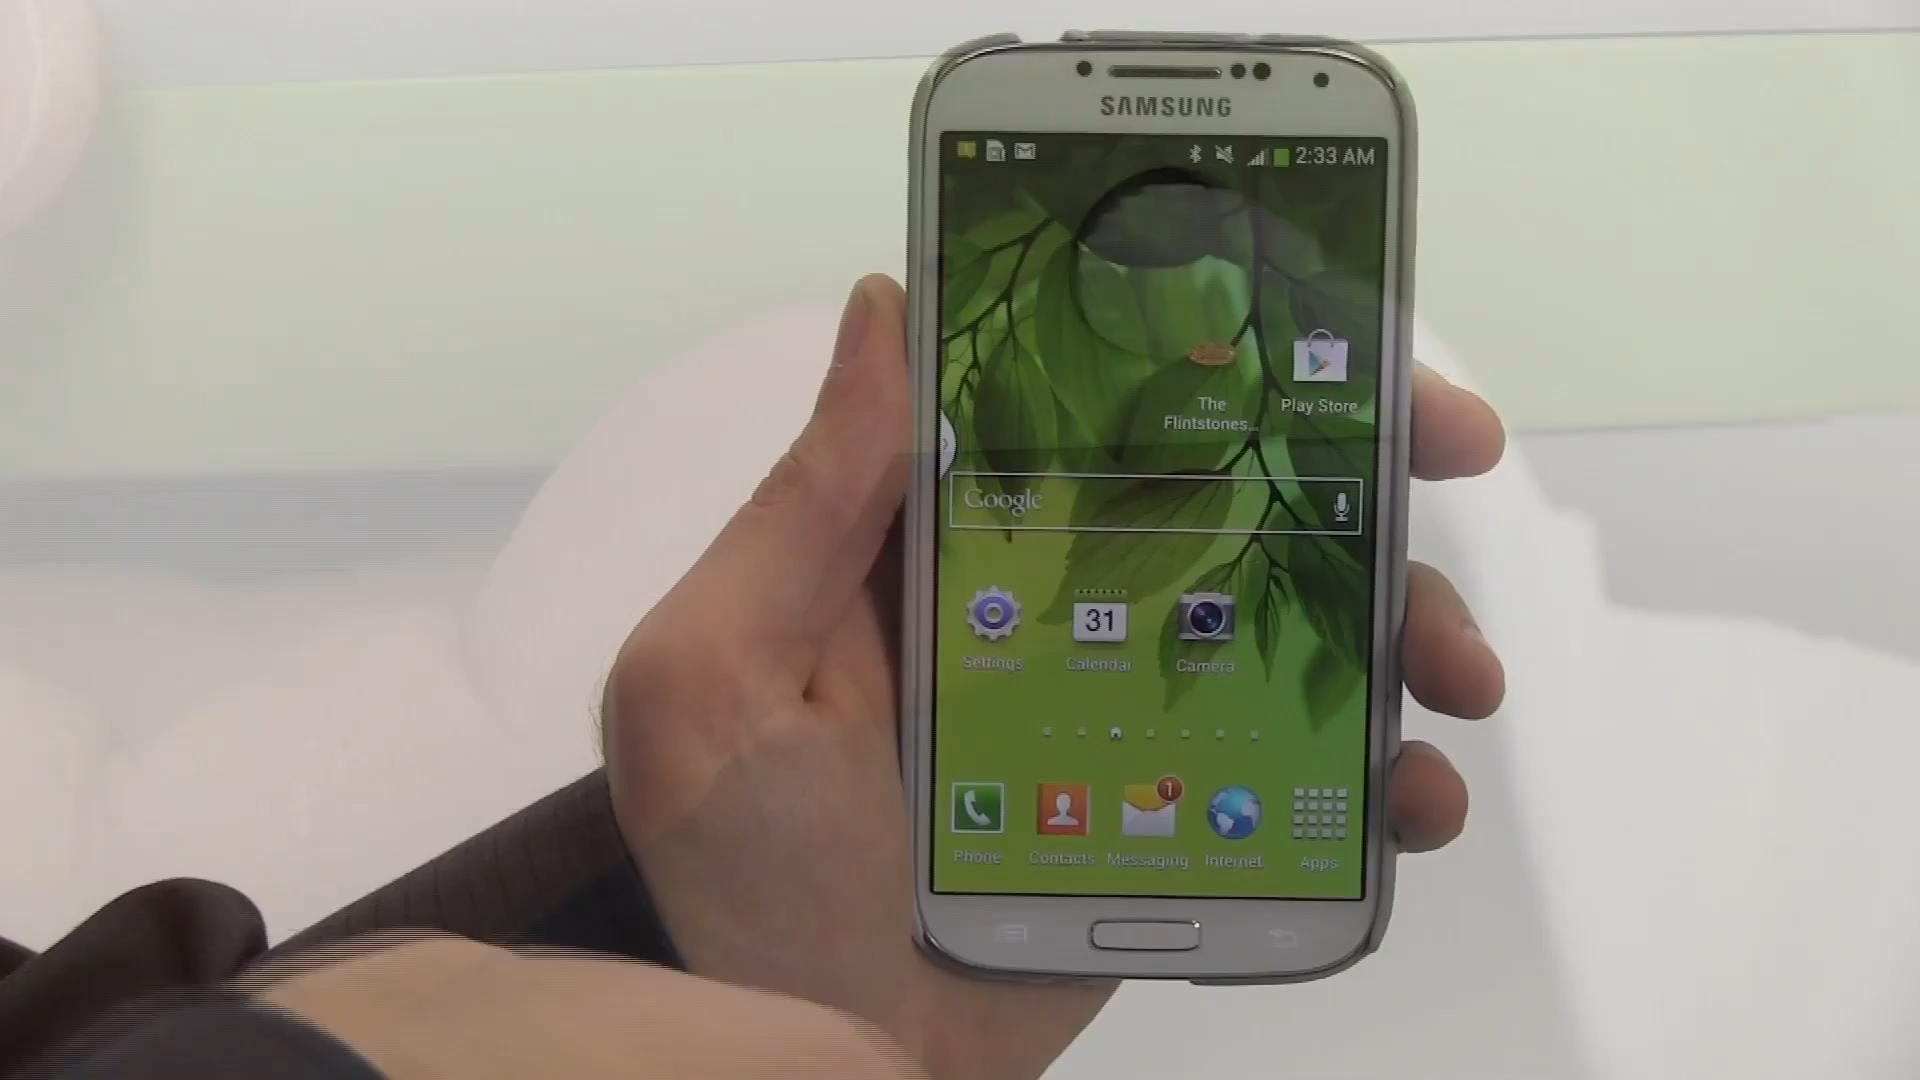 SAMSUNG
2:33 AM
The
Flintstones...
Play Store
Google
Settings
31
Calendar
Camera
1
Phone
Contacts
Messaging
Internet
Apps